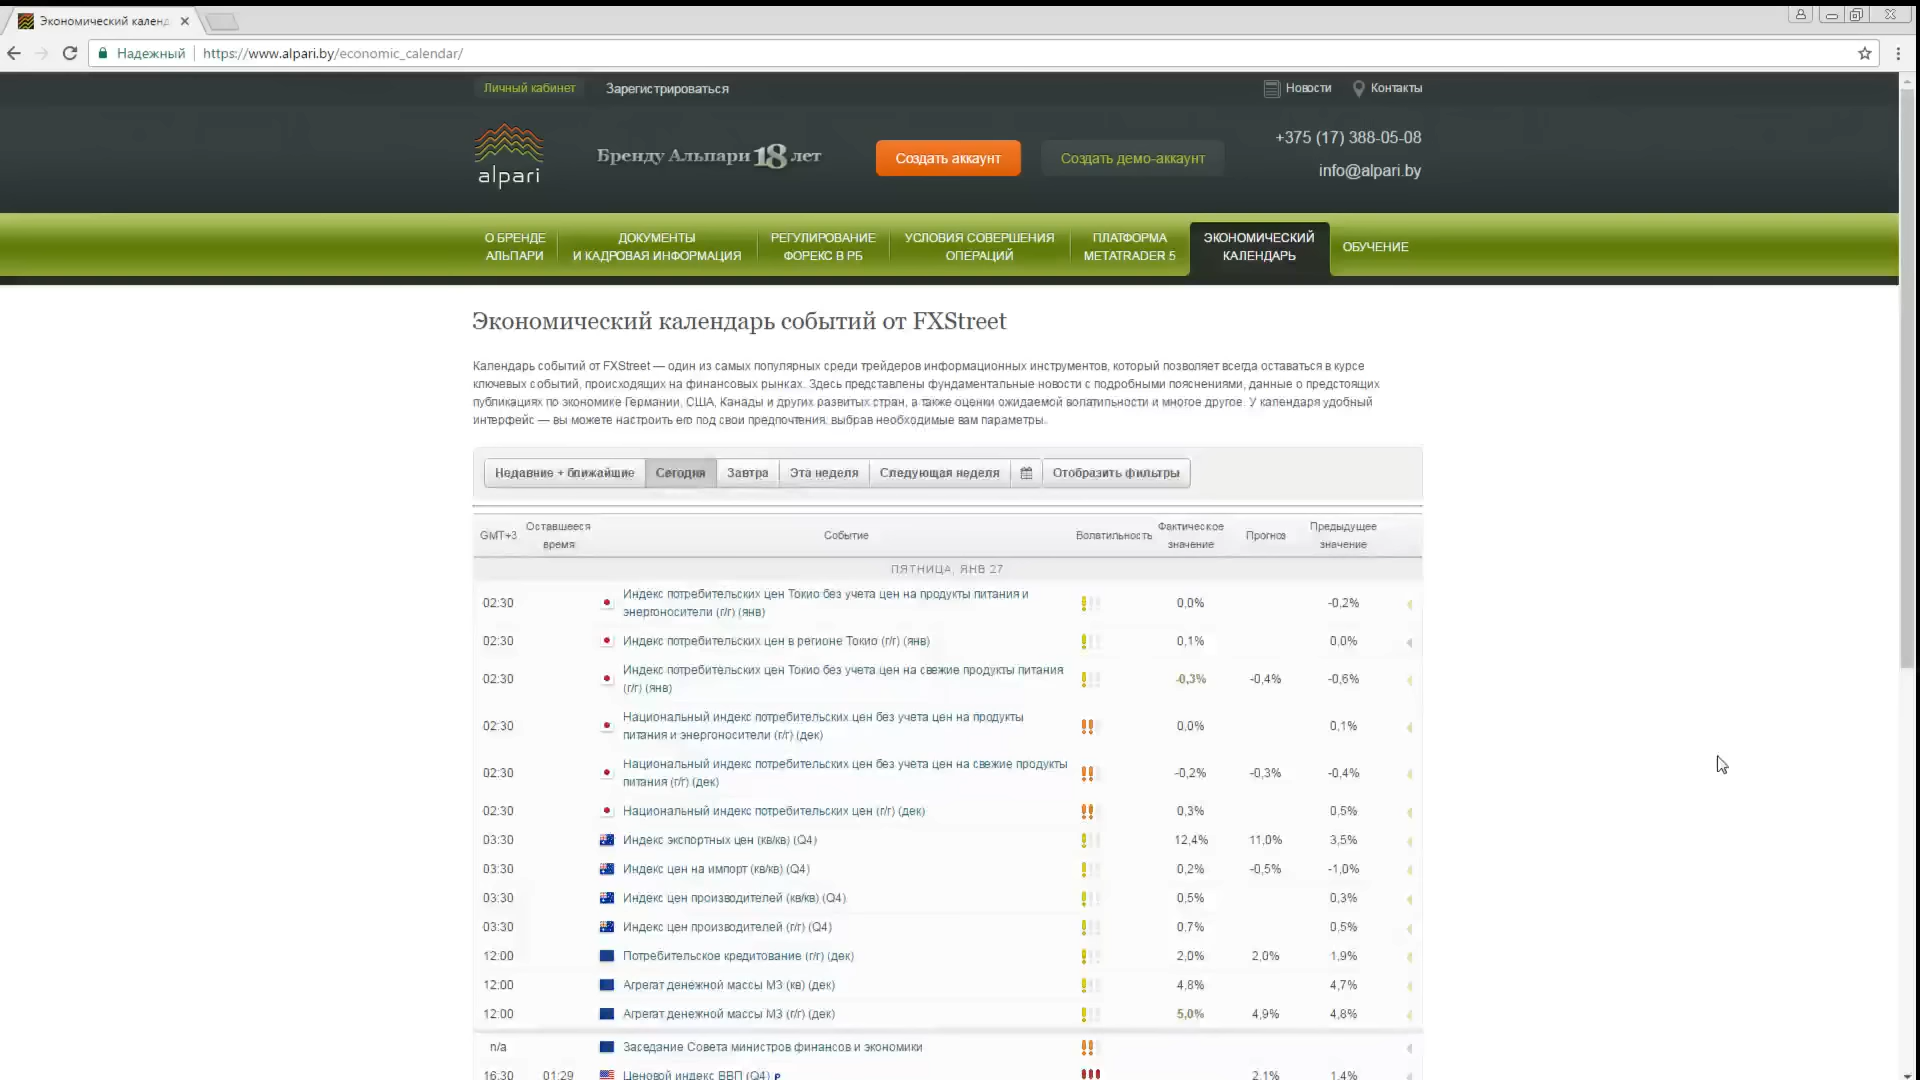 Экономический календ
Надежный
https://www.alpari.by/economic_calendar/
Личный кабинет
Зарегистрироваться
Новости
Контакты
alpari
Бренду Альпари 18 лет
Создать аккаунт
Создать демо-аккаунт
+375 (17) 388-05-08
info@alpari.by
О БРЕНДЕ
АЛЬПАРИ
ДОКУМЕНТЫ
И КАДРОВАЯ ИНФОРМАЦИЯ
РЕГУЛИРОВАНИЕ
ФОРЕКС В РБ
УСЛОВИЯ СОВЕРШЕНИЯ
ОПЕРАЦИЙ
ПЛАТФОРМА
METATRADER 5
ЭКОНОМИЧЕСКИЙ
КАЛЕНДАРЬ
ОБУЧЕНИЕ
Экономический календарь событий от FXStreet
Календарь событий от FXStreet — один из самых популярных среди трейдеров информационных инструментов, который позволяет всегда оставаться в курсе
ключевых событий, происходящих на финансовых рынках. Здесь представлены фундаментальные новости с подробными пояснениями, данные о предстоящих
публикациях по экономике Германии, США, Канады и других развитых стран, а также оценки ожидаемой волатильности и многое другое. У календаря удобный
интерфейс — вы можете настроить его под свои предпочтения, выбрав необходимые вам параметры.
Недавние + ближайшие
Сегодня
Завтра
Эта неделя
Следующая неделя
Отобразить фильтры
GMT+3
Оставшееся
время
Событие
Волатильность
Фактическое
значение
Прогноз
Предыдущее
значение
ПЯТНИЦА, ЯНВ 27
02:30 Индекс потребительских цен Токио без учета цен на продукты питания и
энергоносители (г/г) (янв) 0,0% -0,2%
02:30 Индекс потребительских цен в регионе Токио (г/г) (янв) 0,1% 0,0%
02:30 Индекс потребительских цен Токио без учета цен на свежие продукты питания
(г/г) (янв) -0,3% -0,4% -0,6%
02:30 Национальный индекс потребительских цен без учета цен на продукты
питания и энергоносители (г/г) (дек) 0,0% 0,1%
02:30 Национальный индекс потребительских цен без учета цен на свежие продукты
питания (г/г) (дек) -0,2% -0,3% -0,4%
02:30 Национальный индекс потребительских цен (г/г) (дек) 0,3% 0,5%
03:30 Индекс экспортных цен (кв/кв) (Q4) 12,4% 11,0% 3,5%
03:30 Индекс цен на импорт (кв/кв) (Q4) 0,2% -0,5% -1,0%
03:30 Индекс цен производителей (кв/кв) (Q4) 0,5% 0,3%
03:30 Индекс цен производителей (г/г) (Q4) 0,7% 0,5%
12:00 Потребительское кредитование (г/г) (дек) 2,0% 2,0% 1,9%
12:00 Агрегат денежной массы М3 (кв) (дек) 4,8% 4,7%
12:00 Агрегат денежной массы М3 (г/г) (дек) 5,0% 4,9% 4,8%
n/a Заседание Совета министров финансов и экономики
16:30 01:29 Ценовой индекс ВВП (Q4) P 2,1% 1,4%